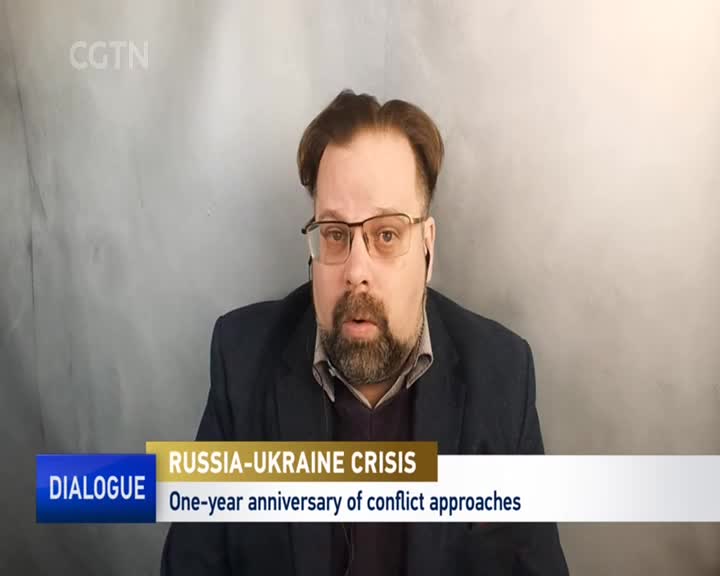 CGTN
RUSSIA-UKRAINE CRISIS
DIALOGUE
One-year anniversary of conflict approaches